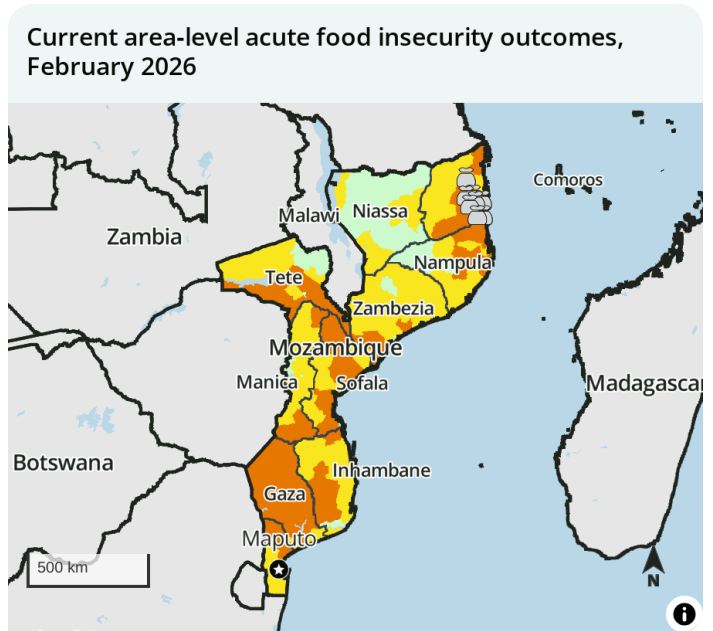 Current area-level acute food insecurity outcomes,
February 2026
Comoros
Malawi
Niassa
Zambia
Nampula
Tete
Zambezia
Mozambique
Manica
Sofala
Madagascar
Botswana
Inhambane
Gaza
Maputo
500 km
N